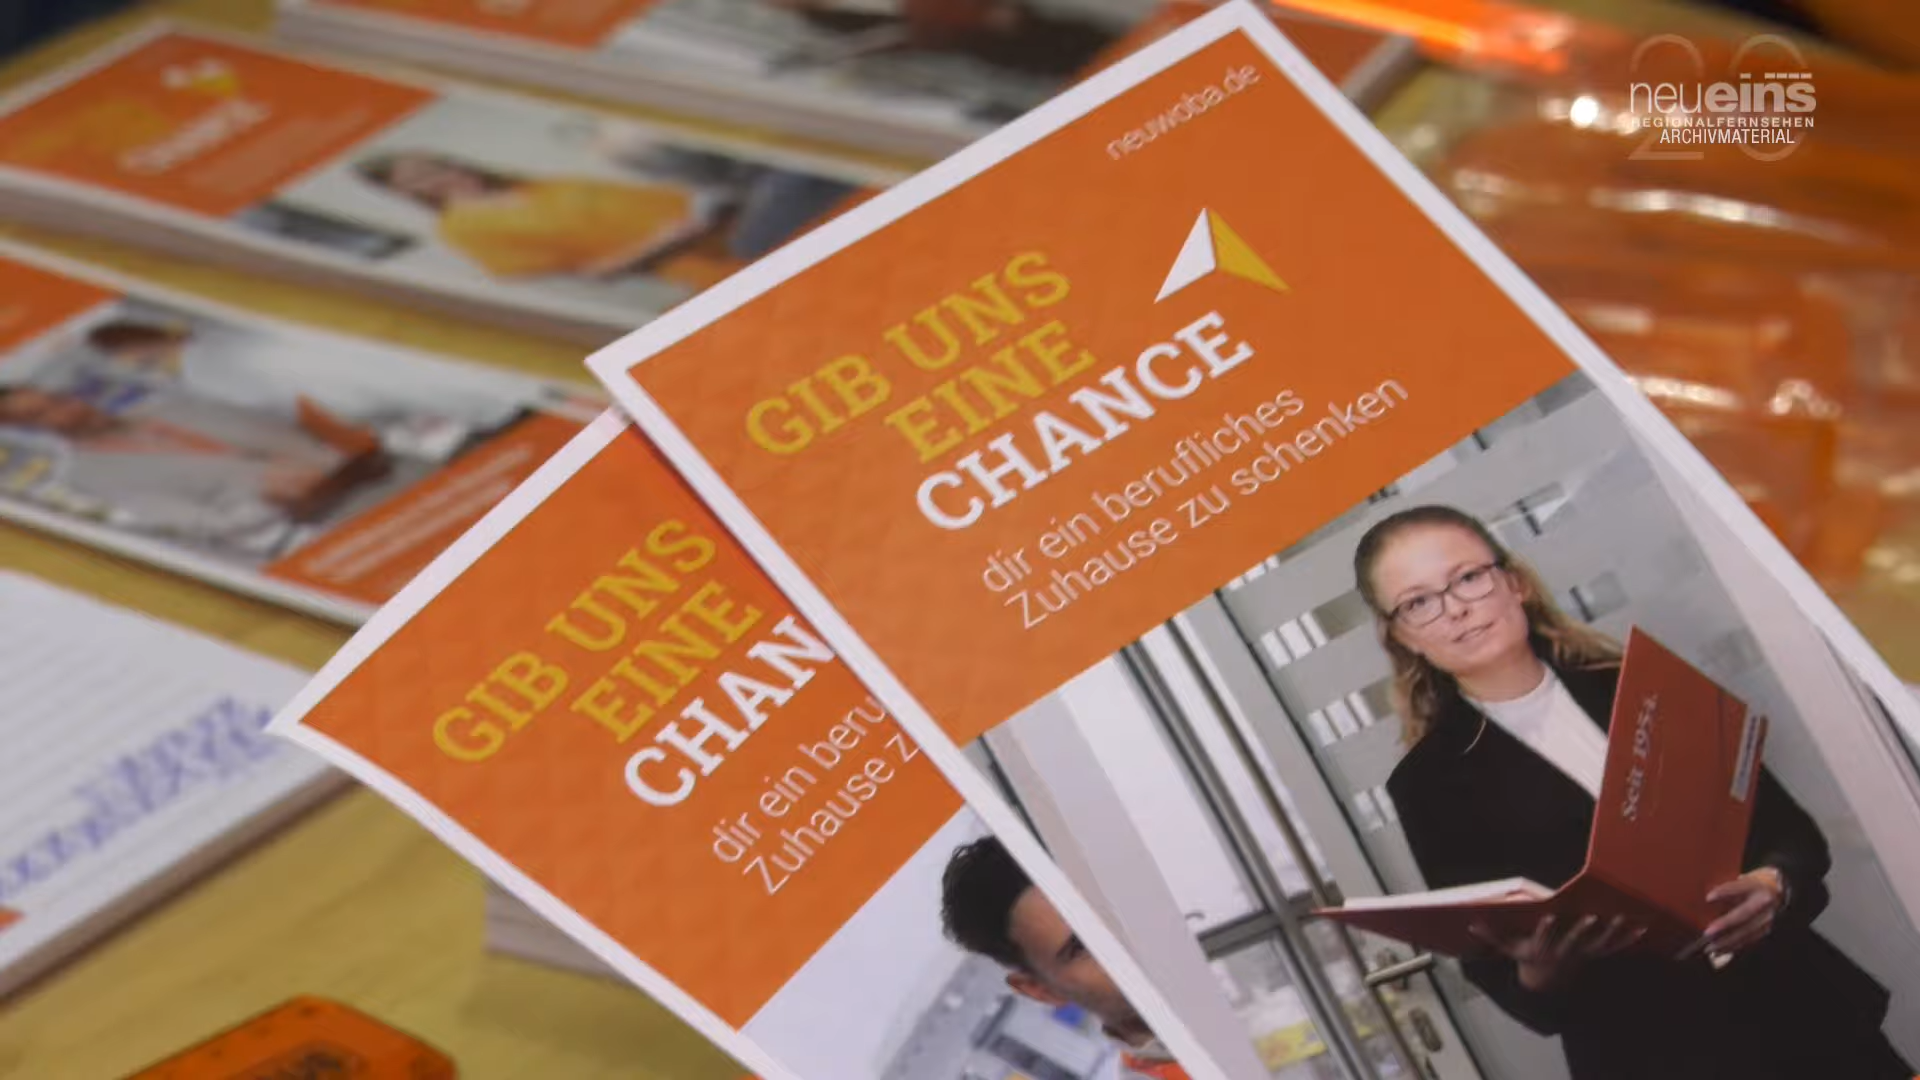 neueins
REGIONALFERNSEHEN
ARCHIVMATERIAL
neuwoba.de
GIB UNS
EINE
CHANCE
dir ein berufliches
Zuhause zu schenken
Seit 1954.
GIB UNS
EINE
CHAN
dir ein beru
Zuhause z